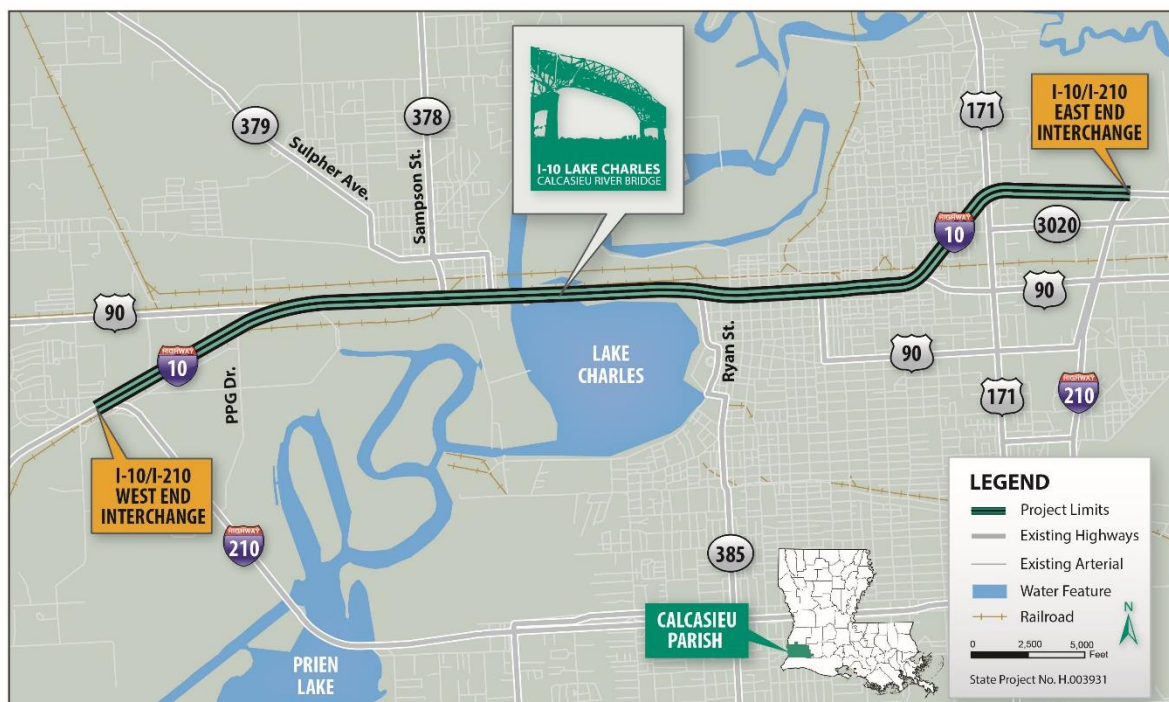 379
Sulpher Ave.
378
Sampson St.
I-10 LAKE CHARLES
CALCASIEU RIVER BRIDGE
171
I-10/I-210
EAST END
INTERCHANGE
HIGHWAY
10
3020
90
90
HIGHWAY
10
PPG Dr.
LAKE
CHARLES
Ryan St.
90
171
HIGHWAY
210
I-10/I-210
WEST END
INTERCHANGE
HIGHWAY
210
385
PRIEN
LAKE
CALCASIEU
PARISH
LEGEND
Project Limits
Existing Highways
Existing Arterial
Water Feature
Railroad
N
0 2,500 5,000
Feet
State Project No. H.003931